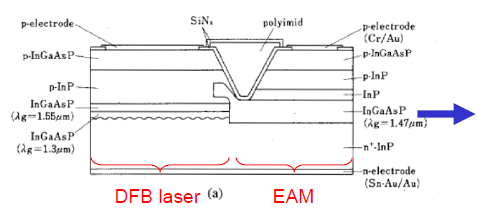 SiNₓ
polyimid
p-electrode
p-electrode
(Cr/Au)
p-InGaAsP
p-InGaAsP
p-InP
p-InP
InP
InGaAsP
(λg=1.55μm)
InGaAsP
(λg=1.47μm)
InGaAsP
(λg=1.3μm)
n⁺-InP
n-electrode
(Sn-Au/Au)
DFB laser (a) EAM